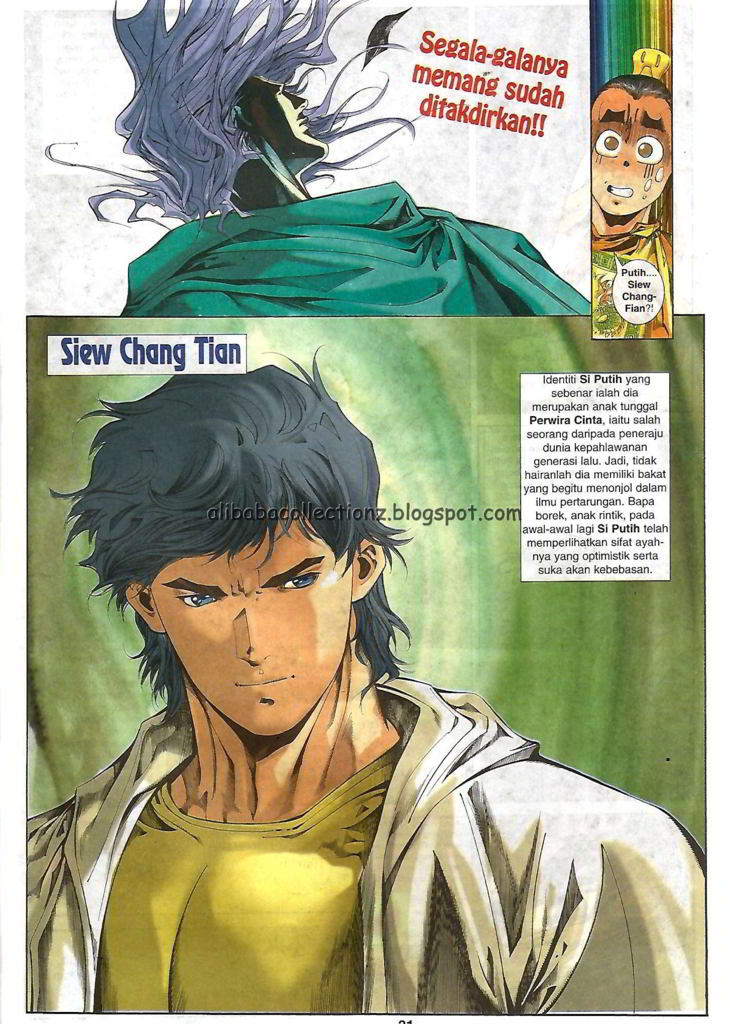 Segala-galanya
memang sudah
ditakdirkan!!
Putih....
Siew
Chang-
Fian?!
Siew Chang Tian
Identiti Si Putih yang
sebenar ialah dia
merupakan anak tunggal
Perwira Cinta, iaitu salah
seorang daripada peneraju
dunia kepahlawanan
generasi lalu. Jadi, tidak
hairanlah dia memiliki bakat
yang begitu menonjol dalam
ilmu pertarungan. Bapa
borek, anak rintik, pada
awal-awal lagi Si Putih telah
memperlihatkan sifat ayah-
nya yang optimistik serta
suka akan kebebasan.
alibabacollectionz.blogspot.com